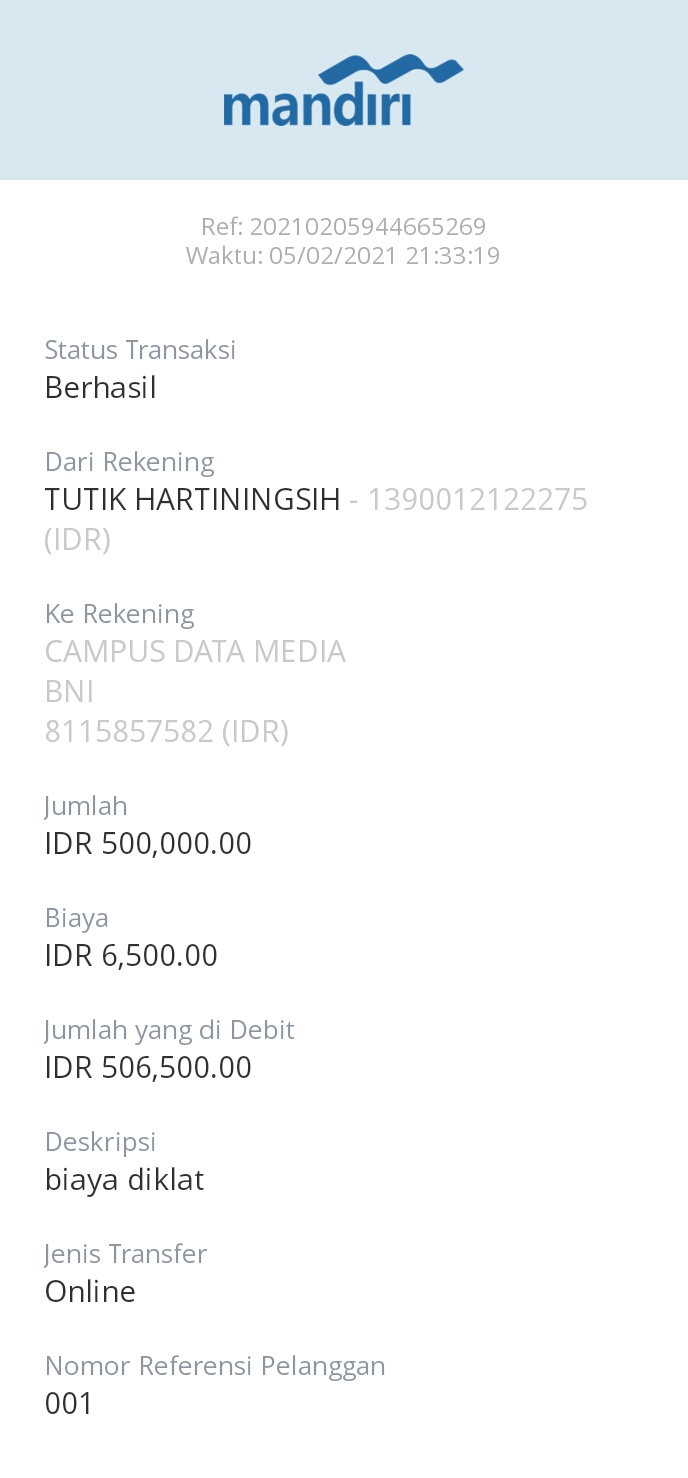 mandiri
Ref: 20210205944665269
Waktu: 05/02/2021 21:33:19
Status Transaksi
Berhasil
Dari Rekening
TUTIK HARTININGSIH - 1390012122275
(IDR)
Ke Rekening
CAMPUS DATA MEDIA
BNI
8115857582 (IDR)
Jumlah
IDR 500,000.00
Biaya
IDR 6,500.00
Jumlah yang di Debit
IDR 506,500.00
Deskripsi
biaya diklat
Jenis Transfer
Online
Nomor Referensi Pelanggan
001